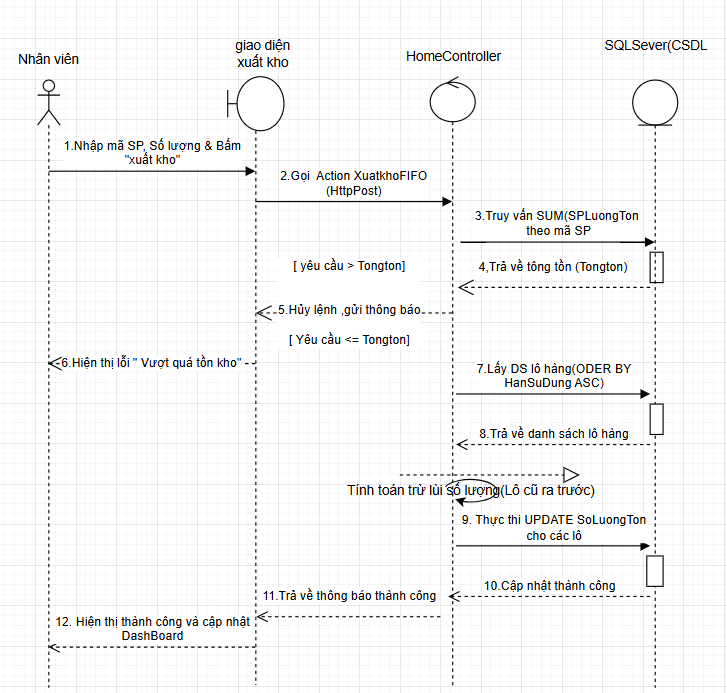 Nhân viên
giao diện
xuất kho
HomeController
SQLSever(CSDL
1.Nhập mã SP, Số lượng & Bấm
"xuất kho"
2.Gọi Action XuatkhoFIFO
(HttpPost)
3.Truy vấn SUM(SPLuongTon
theo mã SP
[ yêu cầu > Tongton]
4,Trả về tông tồn (Tongton)
5.Hủy lệnh ,gửi thông báo
[ Yêu cầu <= Tongton]
6.Hiện thị lỗi " Vượt quá tồn kho"
7.Lấy DS lô hàng(ODER BY
HanSuDung ASC)
8.Trả về danh sách lô hàng
Tính toán trừ lùi số lượng(Lô cũ ra trước)
9. Thực thi UPDATE SoLuongTon
cho các lô
10.Cập nhật thành công
11.Trả về thông báo thành công
12. Hiện thị thành công và cập nhật
DashBoard